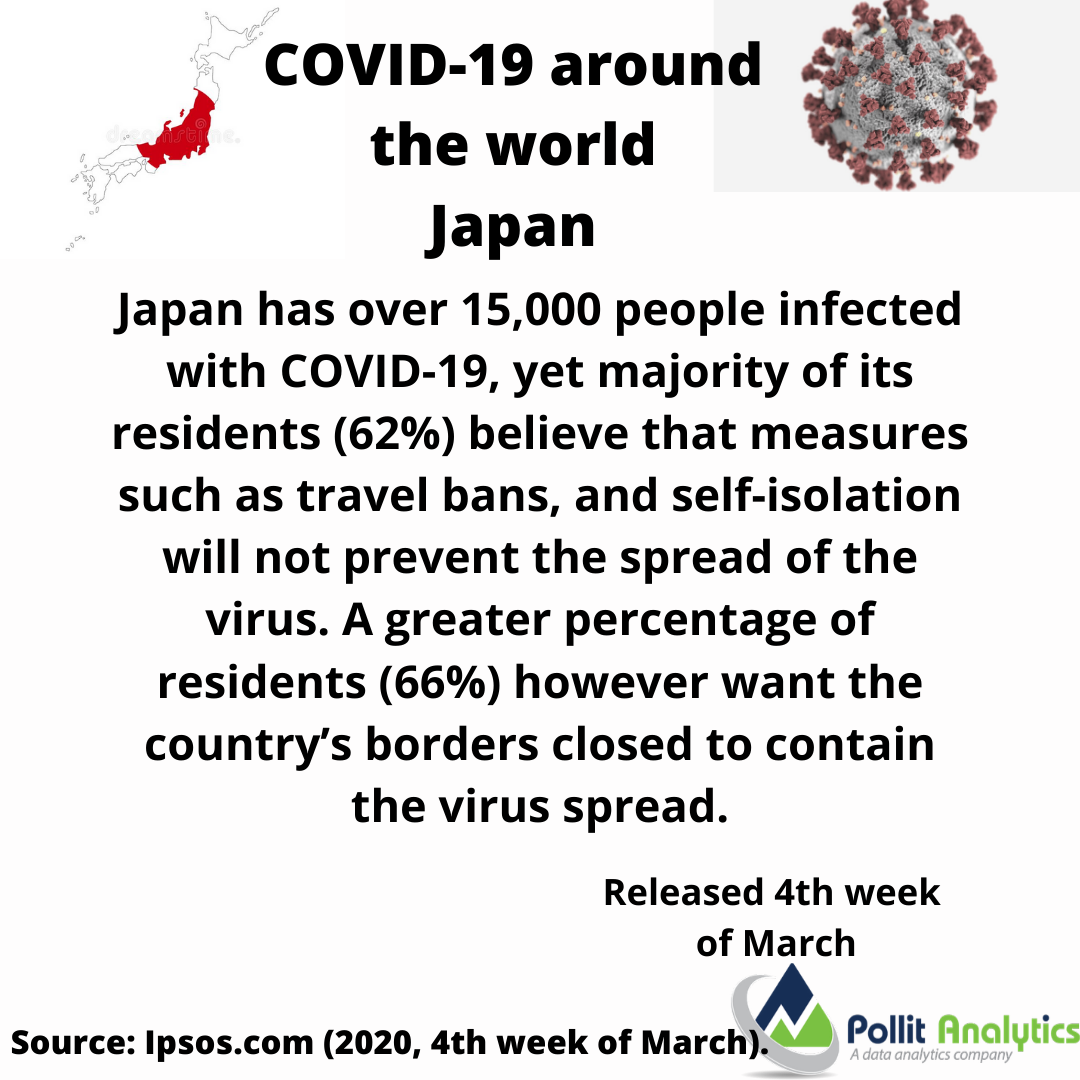 COVID-19 around
the world
Japan
dreamstime.
Japan has over 15,000 people infected
with COVID-19, yet majority of its
residents (62%) believe that measures
such as travel bans, and self-isolation
will not prevent the spread of the
virus. A greater percentage of
residents (66%) however want the
country’s borders closed to contain
the virus spread.
Released 4th week
of March
Source: Ipsos.com (2020, 4th week of March).
Pollit Analytics
A data analytics company